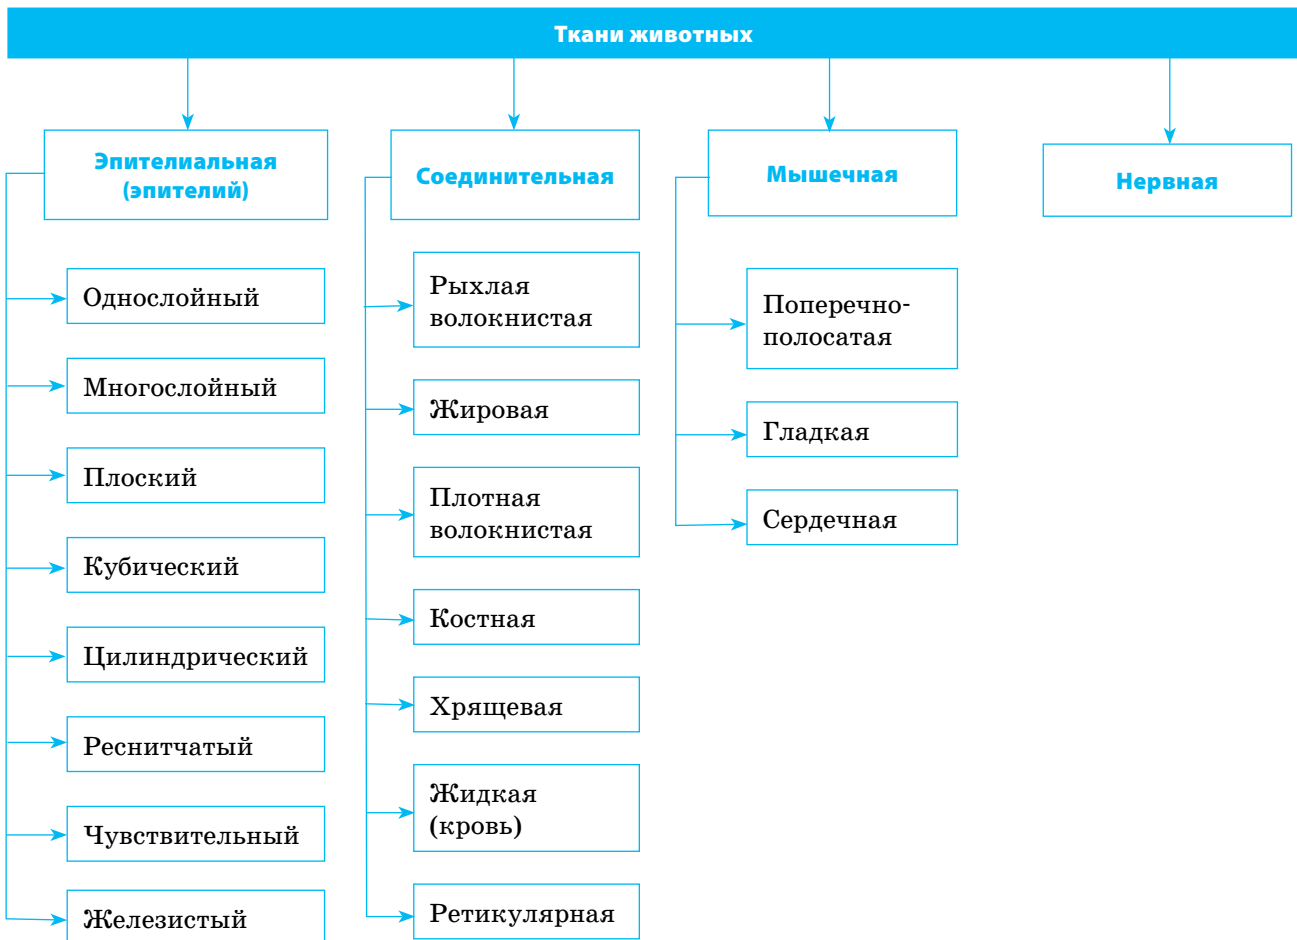 Ткани животных
Эпителиальная
(эпителий)
Однослойный
Многослойный
Плоский
Кубический
Цилиндрический
Реснитчатый
Чувствительный
Железистый
Соединительная
Рыхлая
волокнистая
Жировая
Плотная
волокнистая
Костная
Хрящевая
Жидкая
(кровь)
Ретикулярная
Мышечная
Поперечно-
полосатая
Гладкая
Сердечная
Нервная